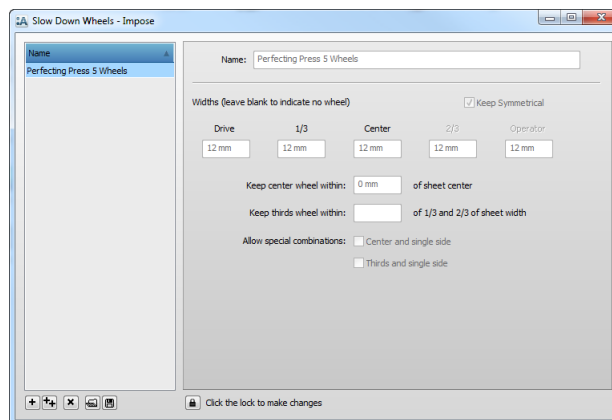 :A Slow Down Wheels - Impose
Name
Perfecting Press 5 Wheels
Name: Perfecting Press 5 Wheels
Widths (leave blank to indicate no wheel) Keep Symmetrical
Drive 1/3 Center 2/3 Operator
12 mm 12 mm 12 mm 12 mm 12 mm
Keep center wheel within: 0 mm of sheet center
Keep thirds wheel within: of 1/3 and 2/3 of sheet width
Allow special combinations: Center and single side
Thirds and single side
Click the lock to make changes